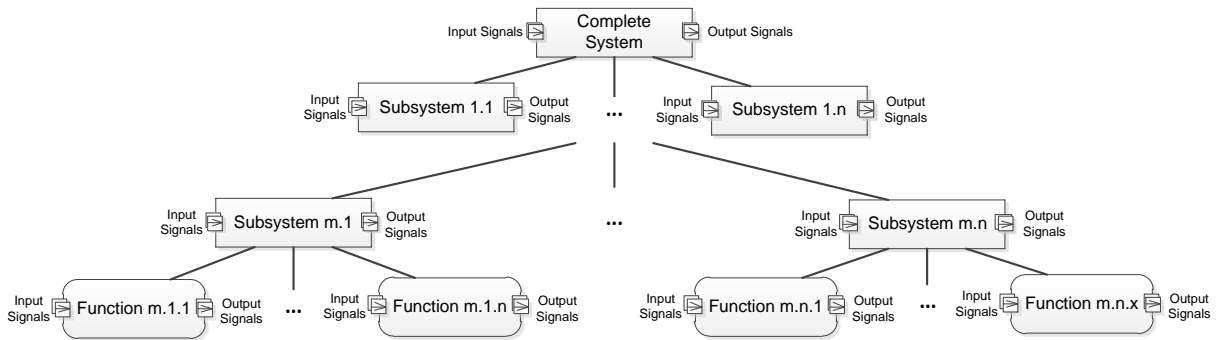 Input Signals
Complete
System
Output Signals
Input
Signals
Subsystem 1.1
Output
Signals
...
Input
Signals
Subsystem 1.n
Output
Signals
Input
Signals
Subsystem m.1
Output
Signals
...
Input
Signals
Subsystem m.n
Output
Signals
Input
Signals
Function m.1.1
Output
Signals
...
Input
Signals
Function m.1.n
Output
Signals
Input
Signals
Function m.n.1
Output
Signals
...
Input
Signals
Function m.n.x
Output
Signals